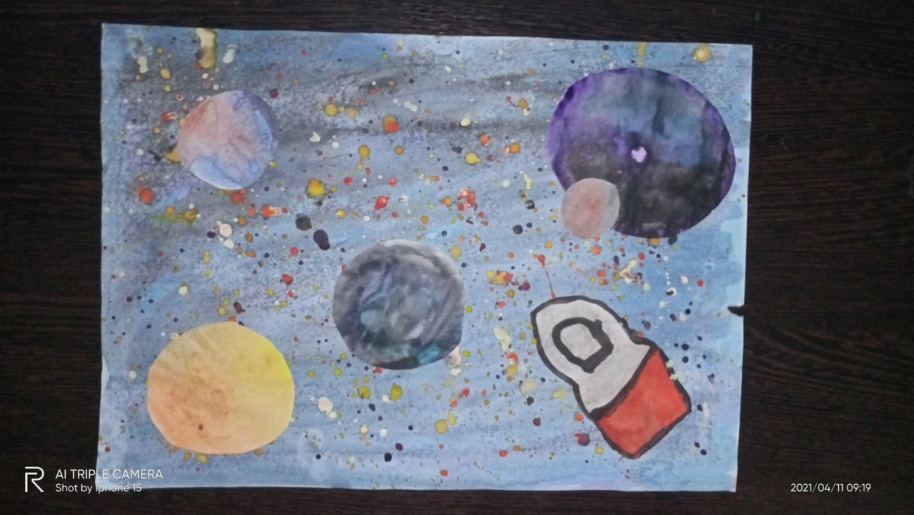 AI TRIPLE CAMERA
Shot by iphone 15
2021/04/11 09:19